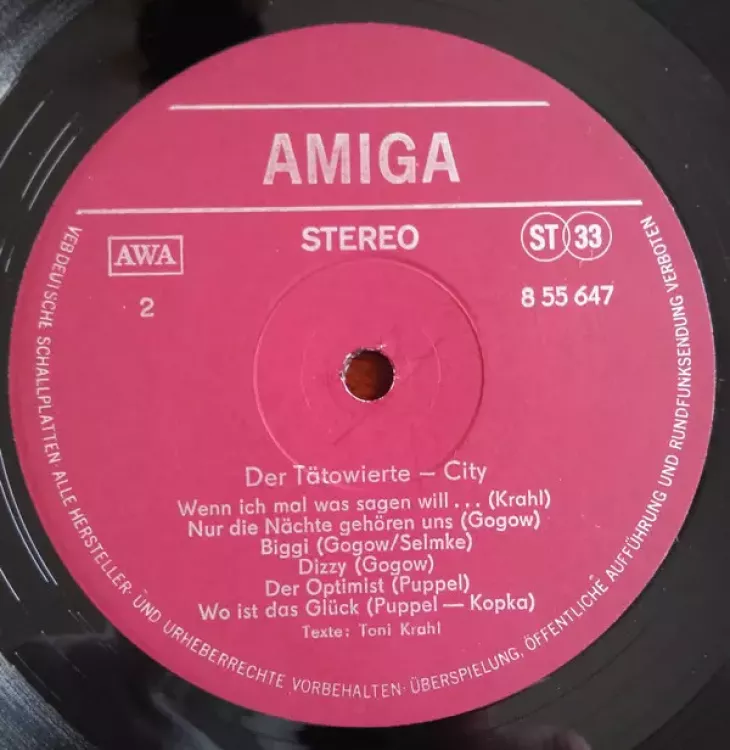 AMIGA
STEREO
ST 33
AWA
2
8 55 647
Der Tätowierte – City
Wenn ich mal was sagen will... (Krahl)
Nur die Nächte gehören uns (Gogow)
Biggi (Gogow/Selmke)
Dizzy (Gogow)
Der Optimist (Puppel)
Wo ist das Glück (Puppel — Kopka)
Texte: Toni Krahl
VEB DEUTSCHE SCHALLPLATTEN ALLE HERSTELLER- UND URHEBERRECHTE VORBEHALTEN· ÜBERSPIELUNG, ÖFFENTLICHE AUFFÜHRUNG UND RUNDFUNKSENDUNG VERBOTEN